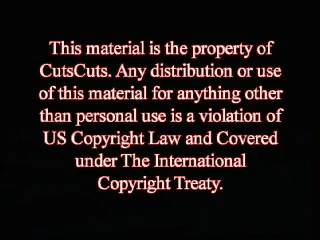 This material is the property of
CutsCuts. Any distribution or use
of this material for anything other
than personal use is a violation of
US Copyright Law and Covered
under The International
Copyright Treaty.